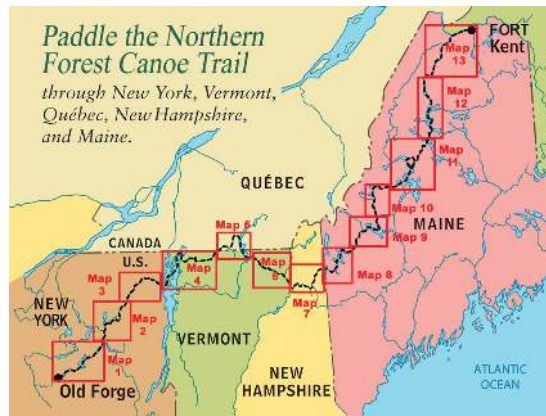 Paddle the Northern
Forest Canoe Trail
through New York, Vermont,
Québec, New Hampshire,
and Maine.
FORT
Kent
Map
13
Map
12
Map
11
QUÉBEC
Map 10
MAINE
Map 9
Map 5
CANADA
U.S.
Map
4
Map
6
Map
7
Map 8
Map
3
NEW
YORK
Map
2
Map
1
Old Forge
VERMONT
NEW
HAMPSHIRE
ATLANTIC
OCEAN